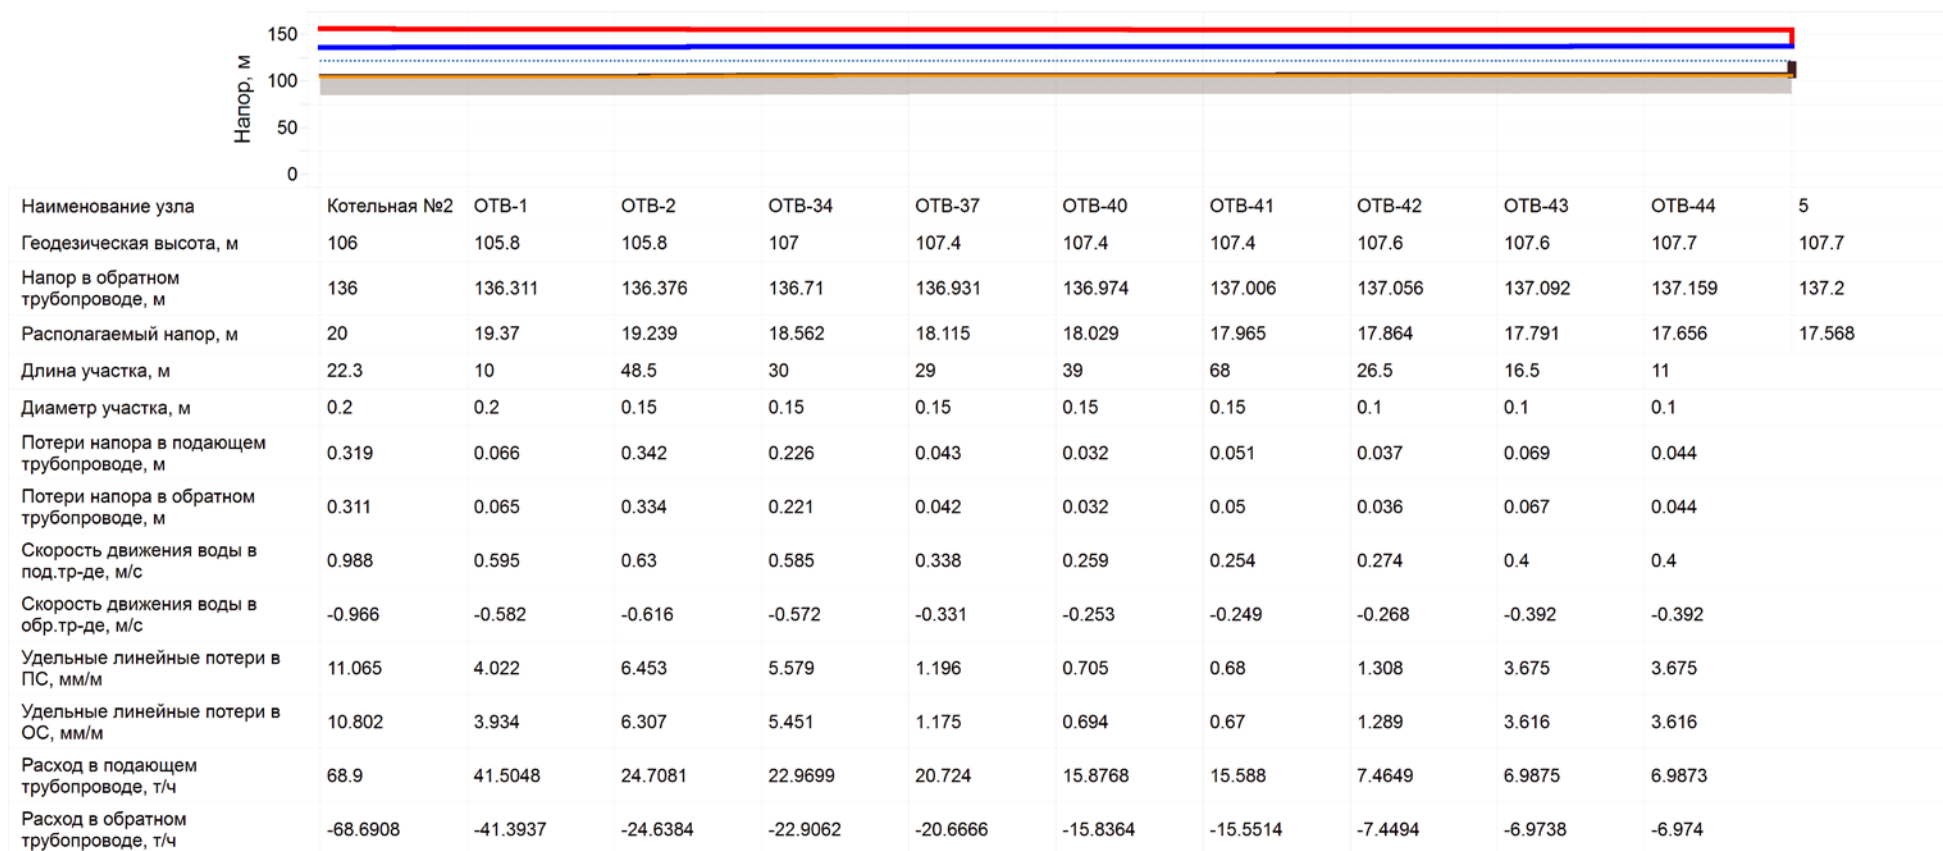 150
100
50
0
Напор, м
Наименование узла Котельная №2 ОТВ-1 ОТВ-2 ОТВ-34 ОТВ-37 ОТВ-40 ОТВ-41 ОТВ-42 ОТВ-43 ОТВ-44 5
Геодезическая высота, м 106 105.8 105.8 107 107.4 107.4 107.4 107.6 107.6 107.7 107.7
Напор в обратном
трубопроводе, м 136 136.311 136.376 136.71 136.931 136.974 137.006 137.056 137.092 137.159 137.2
Располагаемый напор, м 20 19.37 19.239 18.562 18.115 18.029 17.965 17.864 17.791 17.656 17.568
Длина участка, м 22.3 10 48.5 30 29 39 68 26.5 16.5 11
Диаметр участка, м 0.2 0.2 0.15 0.15 0.15 0.15 0.15 0.1 0.1 0.1
Потери напора в подающем
трубопроводе, м 0.319 0.066 0.342 0.226 0.043 0.032 0.051 0.037 0.069 0.044
Потери напора в обратном
трубопроводе, м 0.311 0.065 0.334 0.221 0.042 0.032 0.05 0.036 0.067 0.044
Скорость движения воды в
под.тр-де, м/с 0.988 0.595 0.63 0.585 0.338 0.259 0.254 0.274 0.4 0.4
Скорость движения воды в
обр.тр-де, м/с -0.966 -0.582 -0.616 -0.572 -0.331 -0.253 -0.249 -0.268 -0.392 -0.392
Удельные линейные потери в
ПС, мм/м 11.065 4.022 6.453 5.579 1.196 0.705 0.68 1.308 3.675 3.675
Удельные линейные потери в
ОС, мм/м 10.802 3.934 6.307 5.451 1.175 0.694 0.67 1.289 3.616 3.616
Расход в подающем
трубопроводе, т/ч 68.9 41.5048 24.7081 22.9699 20.724 15.8768 15.588 7.4649 6.9875 6.9873
Расход в обратном
трубопроводе, т/ч -68.6908 -41.3937 -24.6384 -22.9062 -20.6666 -15.8364 -15.5514 -7.4494 -6.9738 -6.974